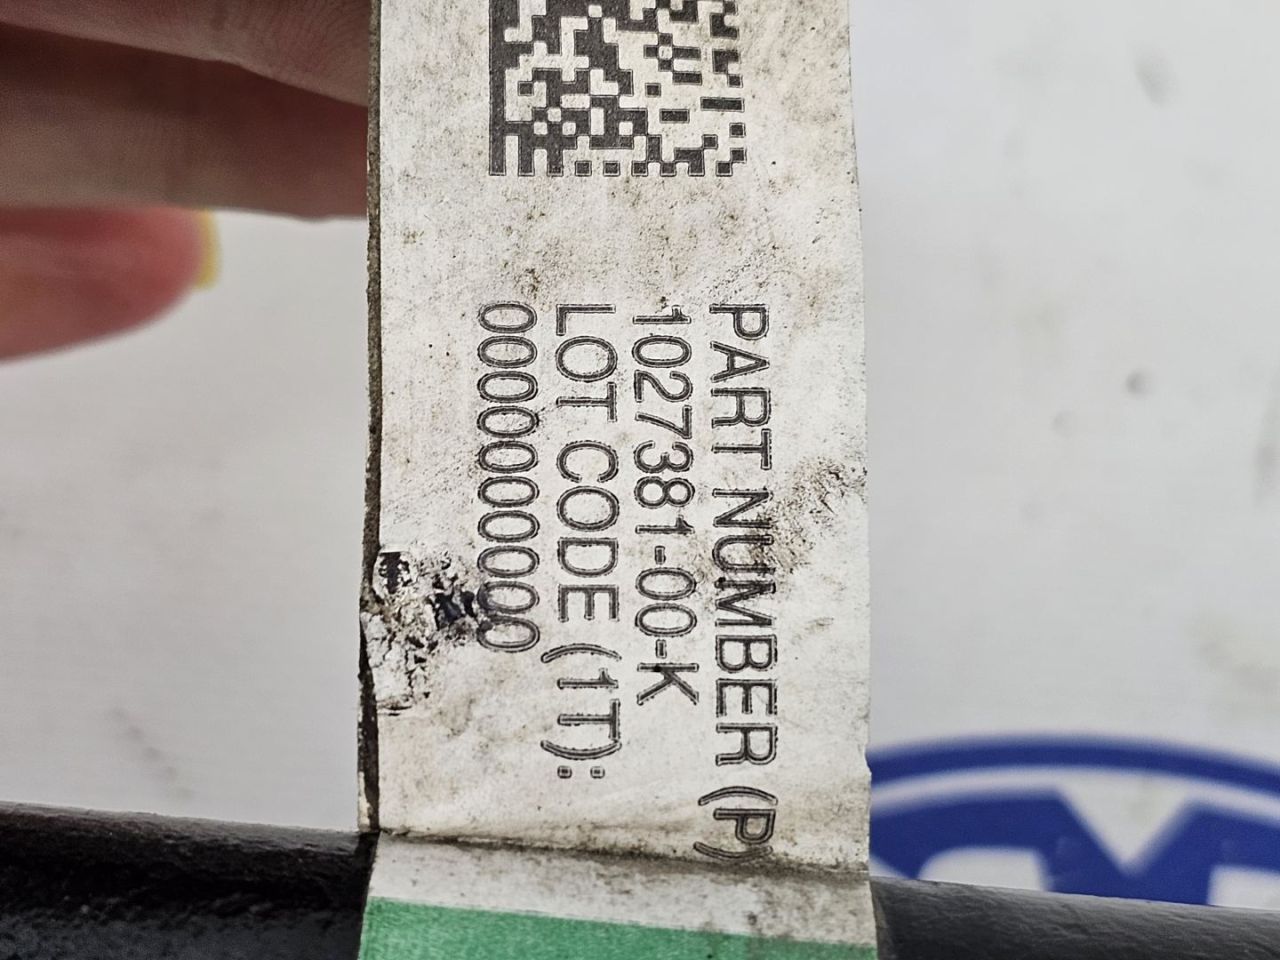 PART NUMBER (P)
1027381-00-K
LOT CODE (1T):
0000000000